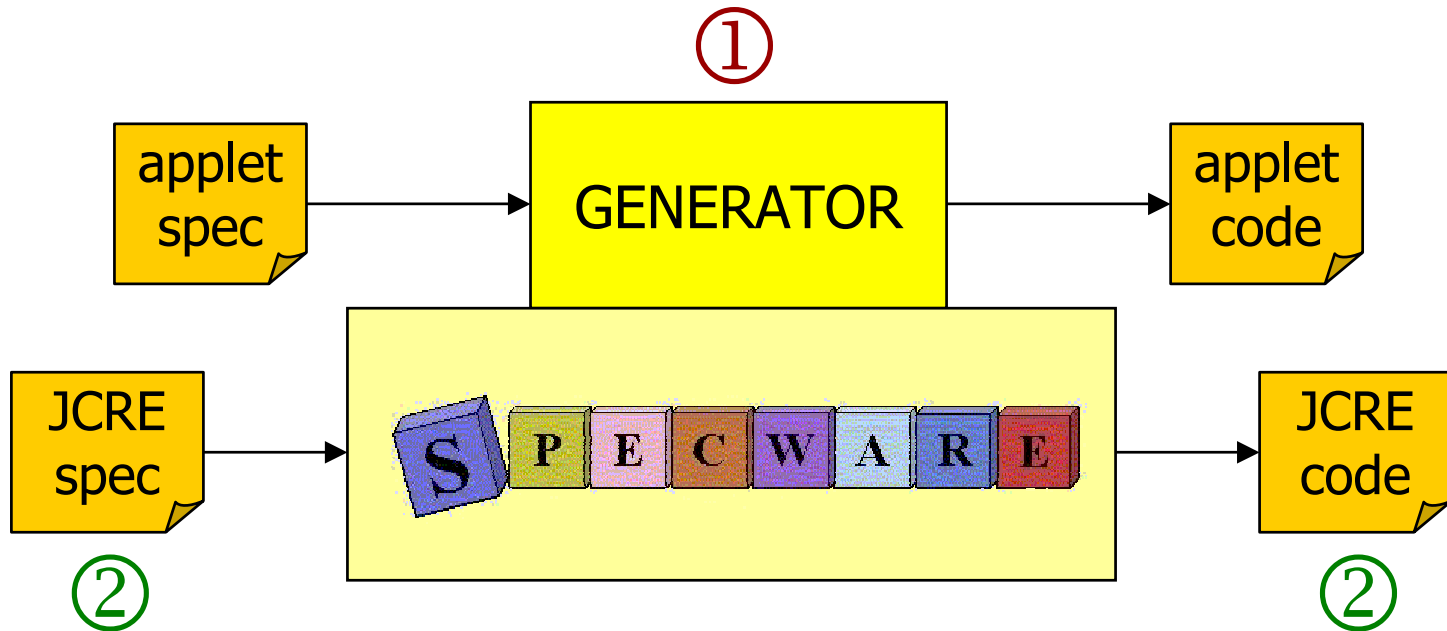 ①
applet
spec
GENERATOR
applet
code
JCRE
spec
SPECWARE
JCRE
code
②
②